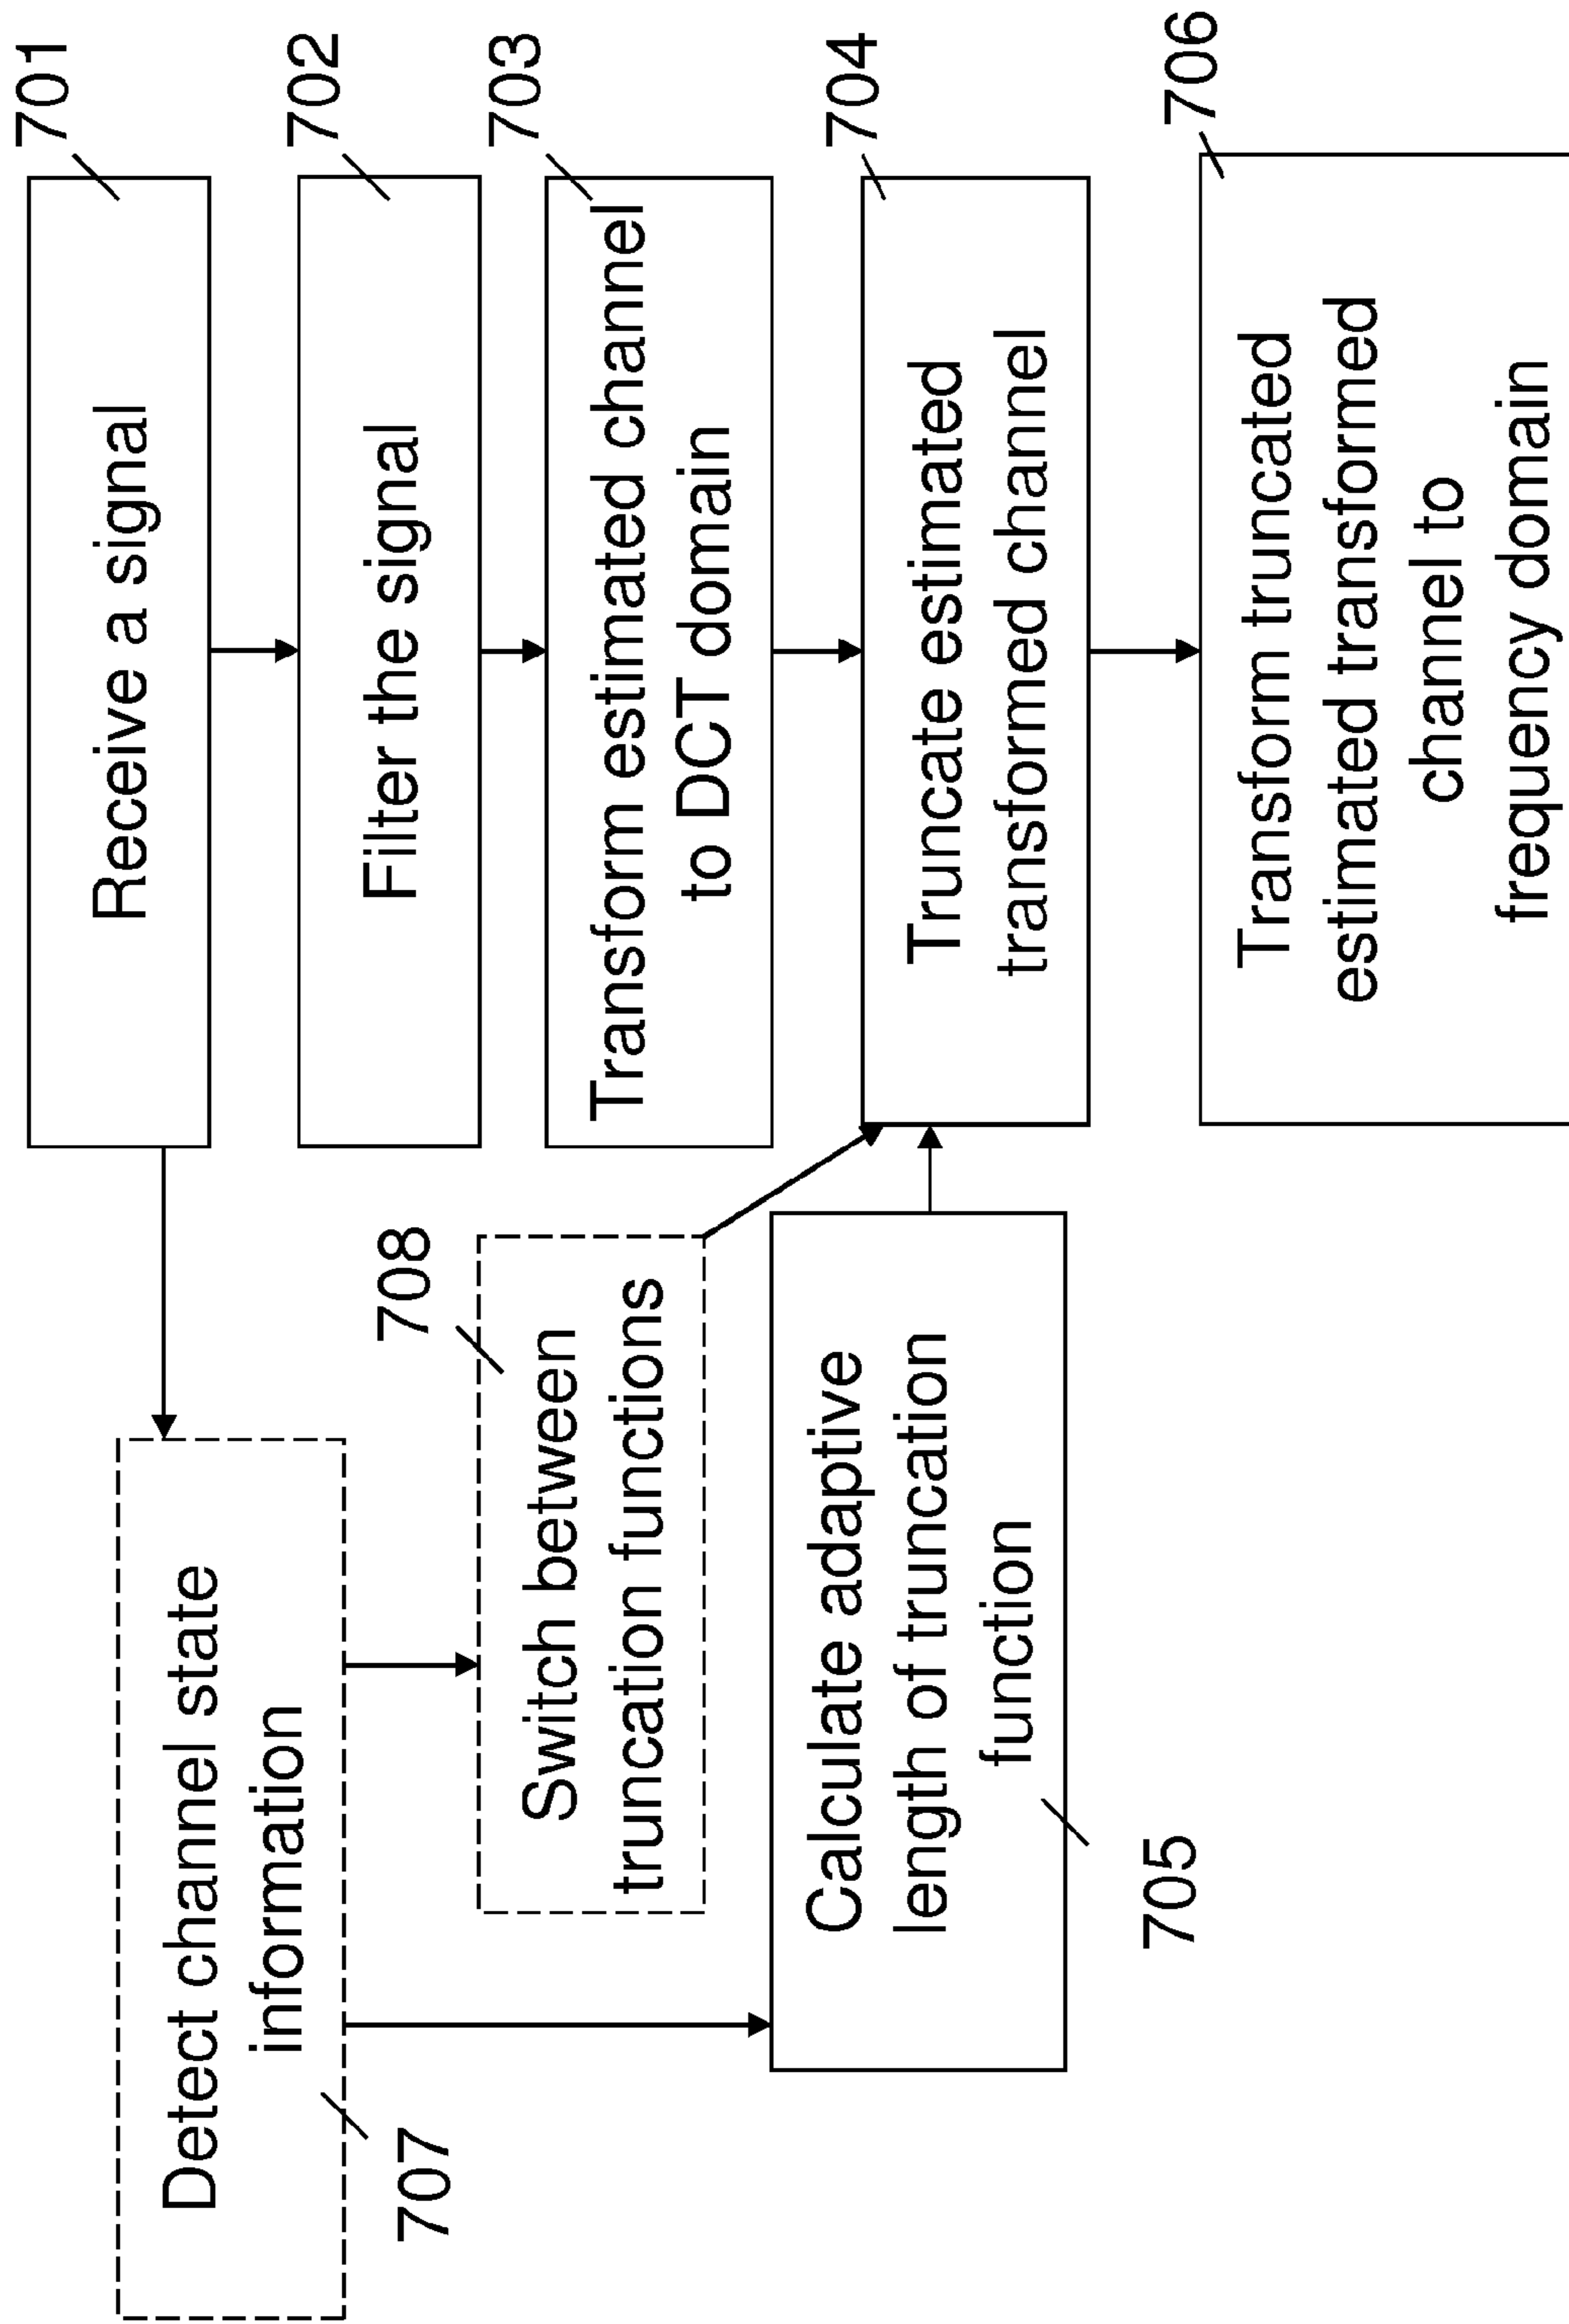 701
Receive a signal
702
Filter the signal
703
Transform estimated channel
to DCT domain
704
Truncate estimated
transformed channel
706
Transform truncated
estimated transformed
channel to
frequency domain
Detect channel state
information
707
708
Switch between
truncation functions
Calculate adaptive
length of truncation
function
705